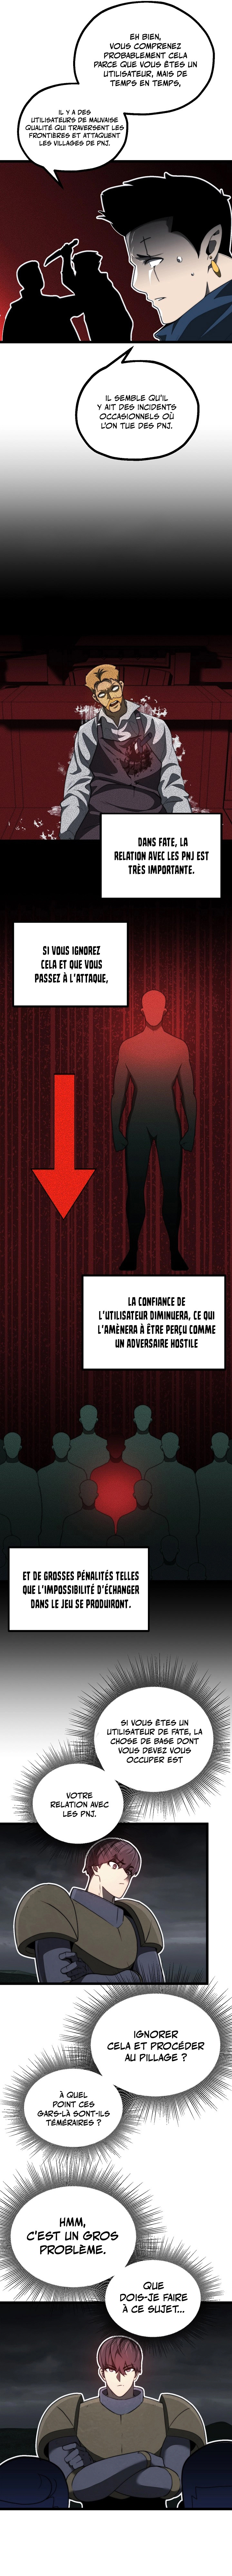 EH BIEN,
VOUS COMPRENEZ
PROBABLEMENT CELA
PARCE QUE VOUS ÊTES UN
UTILISATEUR, MAIS DE
TEMPS EN TEMPS,
IL Y A DES
UTILISATEURS DE MAUVAISE
QUALITÉ QUI TRAVERSENT LES
FRONTIÈRES ET ATTAQUENT
LES VILLAGES DE PNJ.
IL SEMBLE QU'IL
Y AIT DES INCIDENTS
OCCASIONNELS OÙ
L'ON TUE DES PNJ.
DANS FATE, LA
RELATION AVEC LES PNJ EST
TRÈS IMPORTANTE.
SI VOUS IGNOREZ
CELA ET QUE VOUS
PASSEZ À L'ATTAQUE,
LA CONFIANCE DE
L'UTILISATEUR DIMINUERA, CE QUI
L'AMÈNERA À ÊTRE PERÇU COMME
UN ADVERSAIRE HOSTILE
ET DE GROSSES PÉNALITÉS TELLES
QUE L'IMPOSSIBILITÉ D'ÉCHANGER
DANS LE JEU SE PRODUIRONT.
SI VOUS ÊTES UN
UTILISATEUR DE FATE, LA
CHOSE DE BASE DONT
VOUS DEVEZ VOUS
OCCUPER EST
VOTRE
RELATION AVEC
LES PNJ.
IGNORER
CELA ET PROCÉDER
AU PILLAGE ?
À QUEL
POINT CES
GARS-LÀ SONT-ILS
TÉMÉRAIRES ?
HMM,
C'EST UN GROS
PROBLÈME.
QUE
DOIS-JE FAIRE
À CE SUJET...